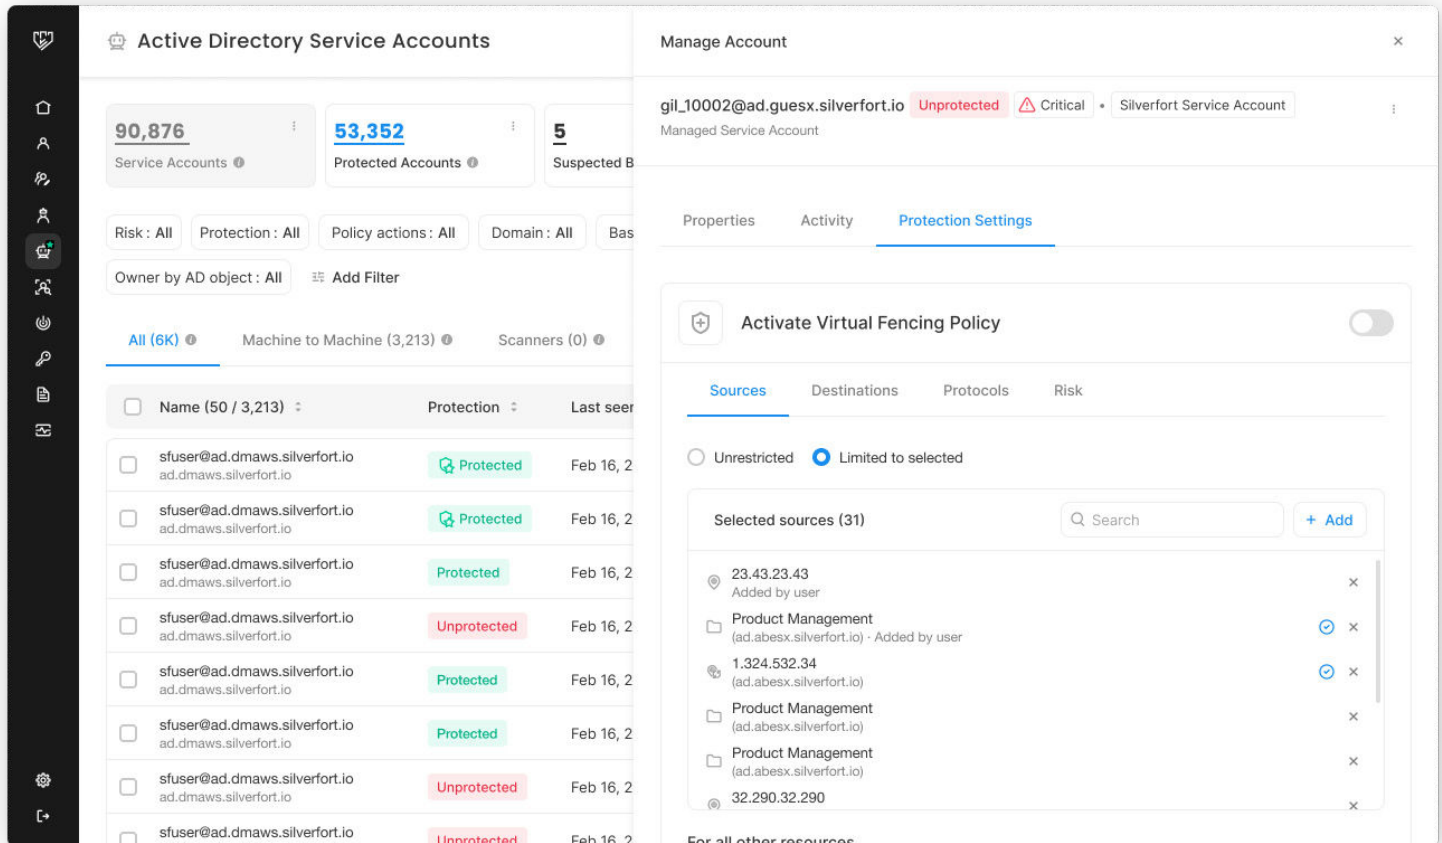 Active Directory Service Accounts
90,876
Service Accounts
53,352
Protected Accounts
5
Suspected B
Risk : All
Protection : All
Policy actions : All
Domain : All
Bas
Owner by AD object : All
Add Filter
All (6K)
Machine to Machine (3,213)
Scanners (0)
Name (50 / 3,213)
Protection
Last seen
sfuser@ad.dmaws.silverfort.io
ad.dmaws.silverfort.io
Protected
Feb 16, 2
sfuser@ad.dmaws.silverfort.io
ad.dmaws.silverfort.io
Protected
Feb 16, 2
sfuser@ad.dmaws.silverfort.io
ad.dmaws.silverfort.io
Protected
Feb 16, 2
sfuser@ad.dmaws.silverfort.io
ad.dmaws.silverfort.io
Unprotected
Feb 16, 2
sfuser@ad.dmaws.silverfort.io
ad.dmaws.silverfort.io
Protected
Feb 16, 2
sfuser@ad.dmaws.silverfort.io
ad.dmaws.silverfort.io
Protected
Feb 16, 2
sfuser@ad.dmaws.silverfort.io
ad.dmaws.silverfort.io
Unprotected
Feb 16, 2
sfuser@ad.dmaws.silverfort.io
Unprotected
Feb 16, 2
Manage Account
gil_10002@ad.guesx.silverfort.io
Unprotected
Critical
Silverfort Service Account
Managed Service Account
Properties
Activity
Protection Settings
Activate Virtual Fencing Policy
Sources
Destinations
Protocols
Risk
Unrestricted
Limited to selected
Selected sources (31)
Search
+ Add
23.43.23.43
Added by user
Product Management
(ad.abesx.silverfort.io) · Added by user
1.324.532.34
(ad.abesx.silverfort.io)
Product Management
(ad.abesx.silverfort.io)
Product Management
(ad.abesx.silverfort.io)
32.290.32.290
For all other resources